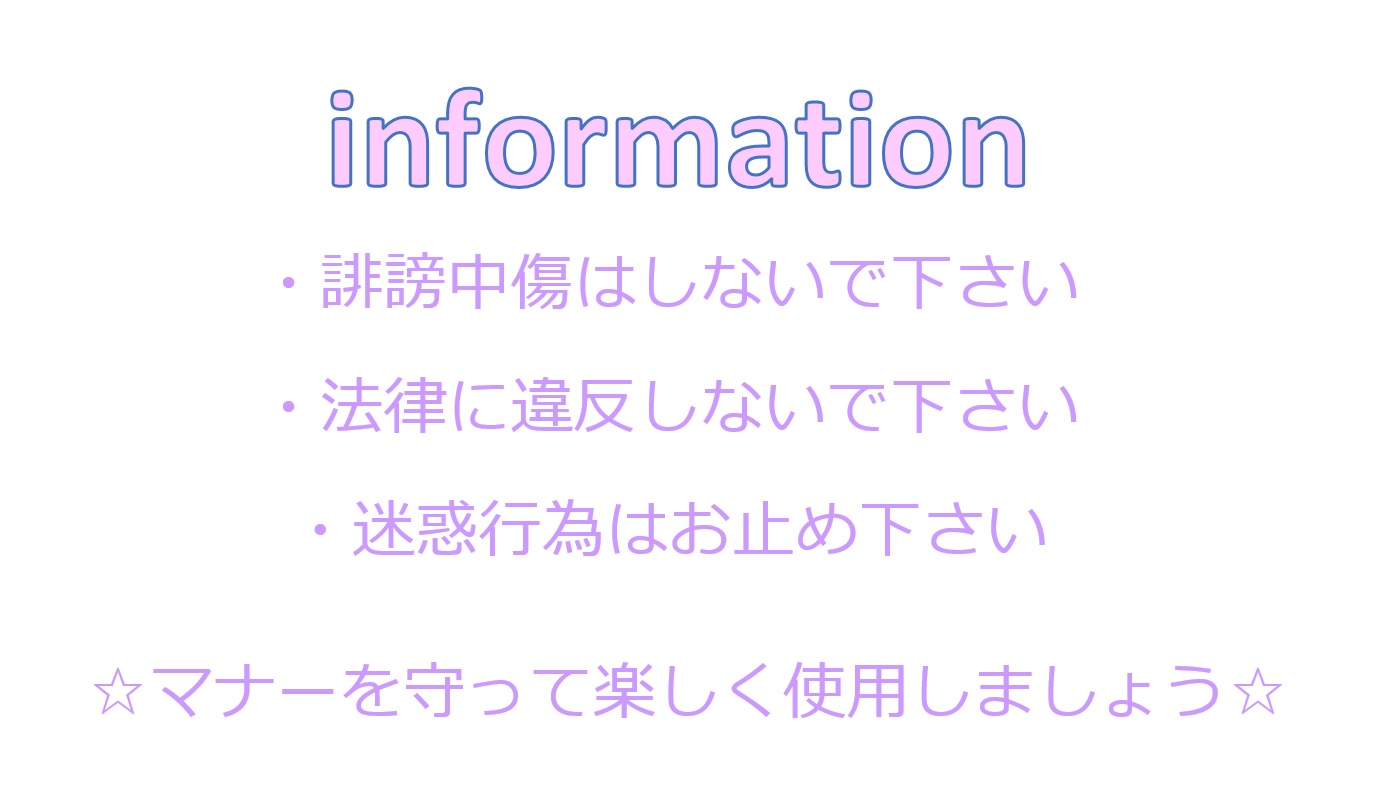 information
・誹謗中傷はしないで下さい
・法律に違反しないで下さい
・迷惑行為はお止め下さい
☆マナーを守って楽しく使用しましょう☆